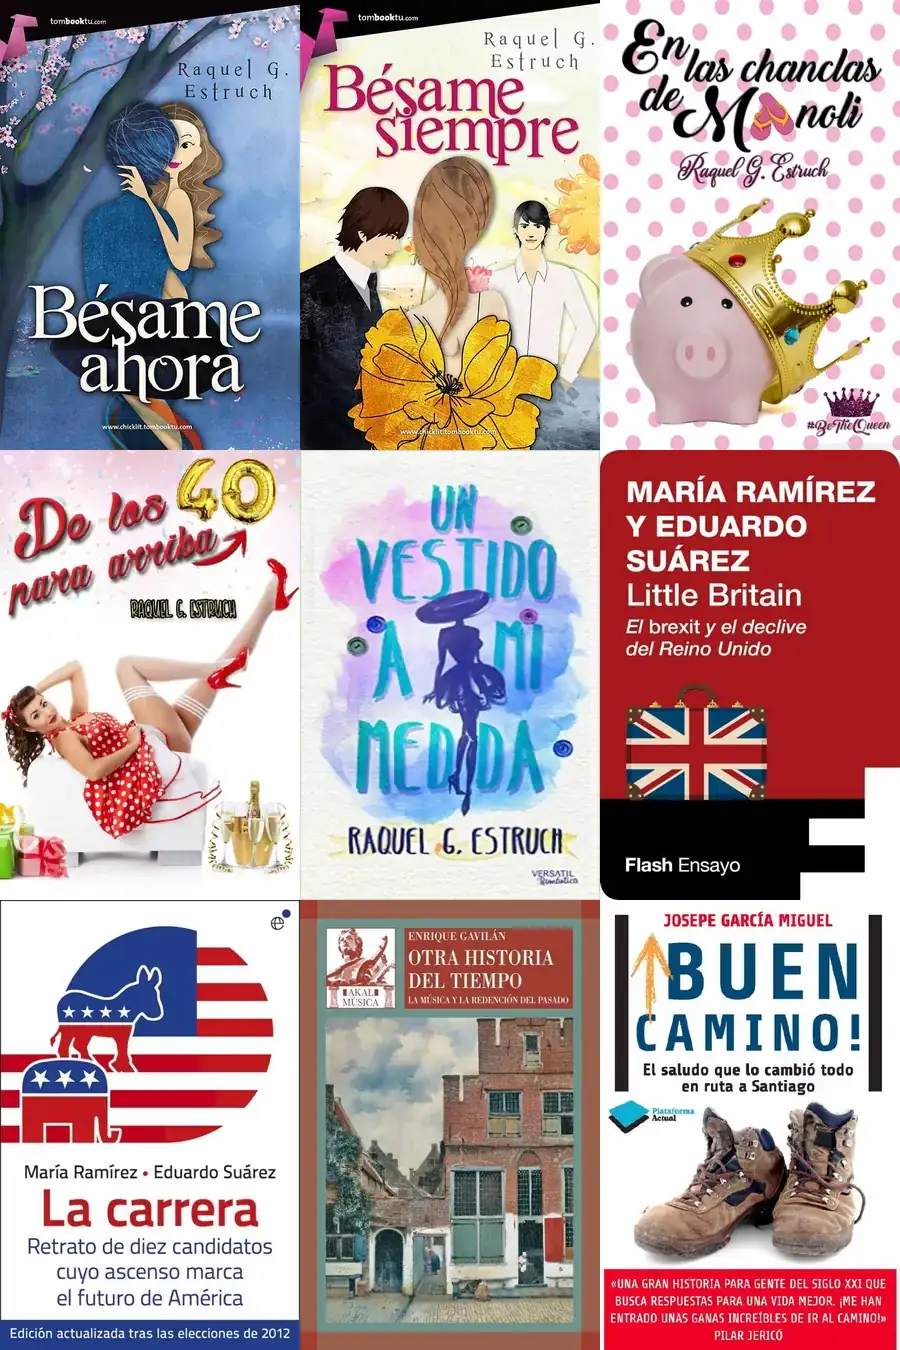 tombooktu.com
Raquel G.
Estruch
Bésame
ahora
www.chicklit.tombooktu.com
tombooktu.com
Raquel G.
Estruch
Bésame
siempre
www.chicklit.tombooktu.com
En
las chanclas
de Manoli
Raquel G. Estruch
#BeTheQueen
De los 40
para arriba
RAQUEL G. ESTRUCH
UN
VESTIDO
A MI
MEDIDA
RAQUEL G. ESTRUCH
VERSATIL
Romántica
MARÍA RAMÍREZ
Y EDUARDO
SUÁREZ
Little Britain
El brexit y el declive
del Reino Unido
Flash Ensayo
María Ramírez • Eduardo Suárez
La carrera
Retrato de diez candidatos
cuyo ascenso marca
el futuro de América
Edición actualizada tras las elecciones de 2012
AKAL
MÚSICA
ENRIQUE GAVILÁN
OTRA HISTORIA
DEL TIEMPO
LA MÚSICA Y LA REDENCIÓN DEL PASADO
JOSEPE GARCÍA MIGUEL
¡BUEN
CAMINO!
El saludo que lo cambió todo
en ruta a Santiago
Plataforma
Actual
«UNA GRAN HISTORIA PARA GENTE DEL SIGLO XXI QUE
BUSCA RESPUESTAS PARA UNA VIDA MEJOR. ¡ME HAN
ENTRADO UNAS GANAS INCREÍBLES DE IR AL CAMINO!»
PILAR JERICÓ